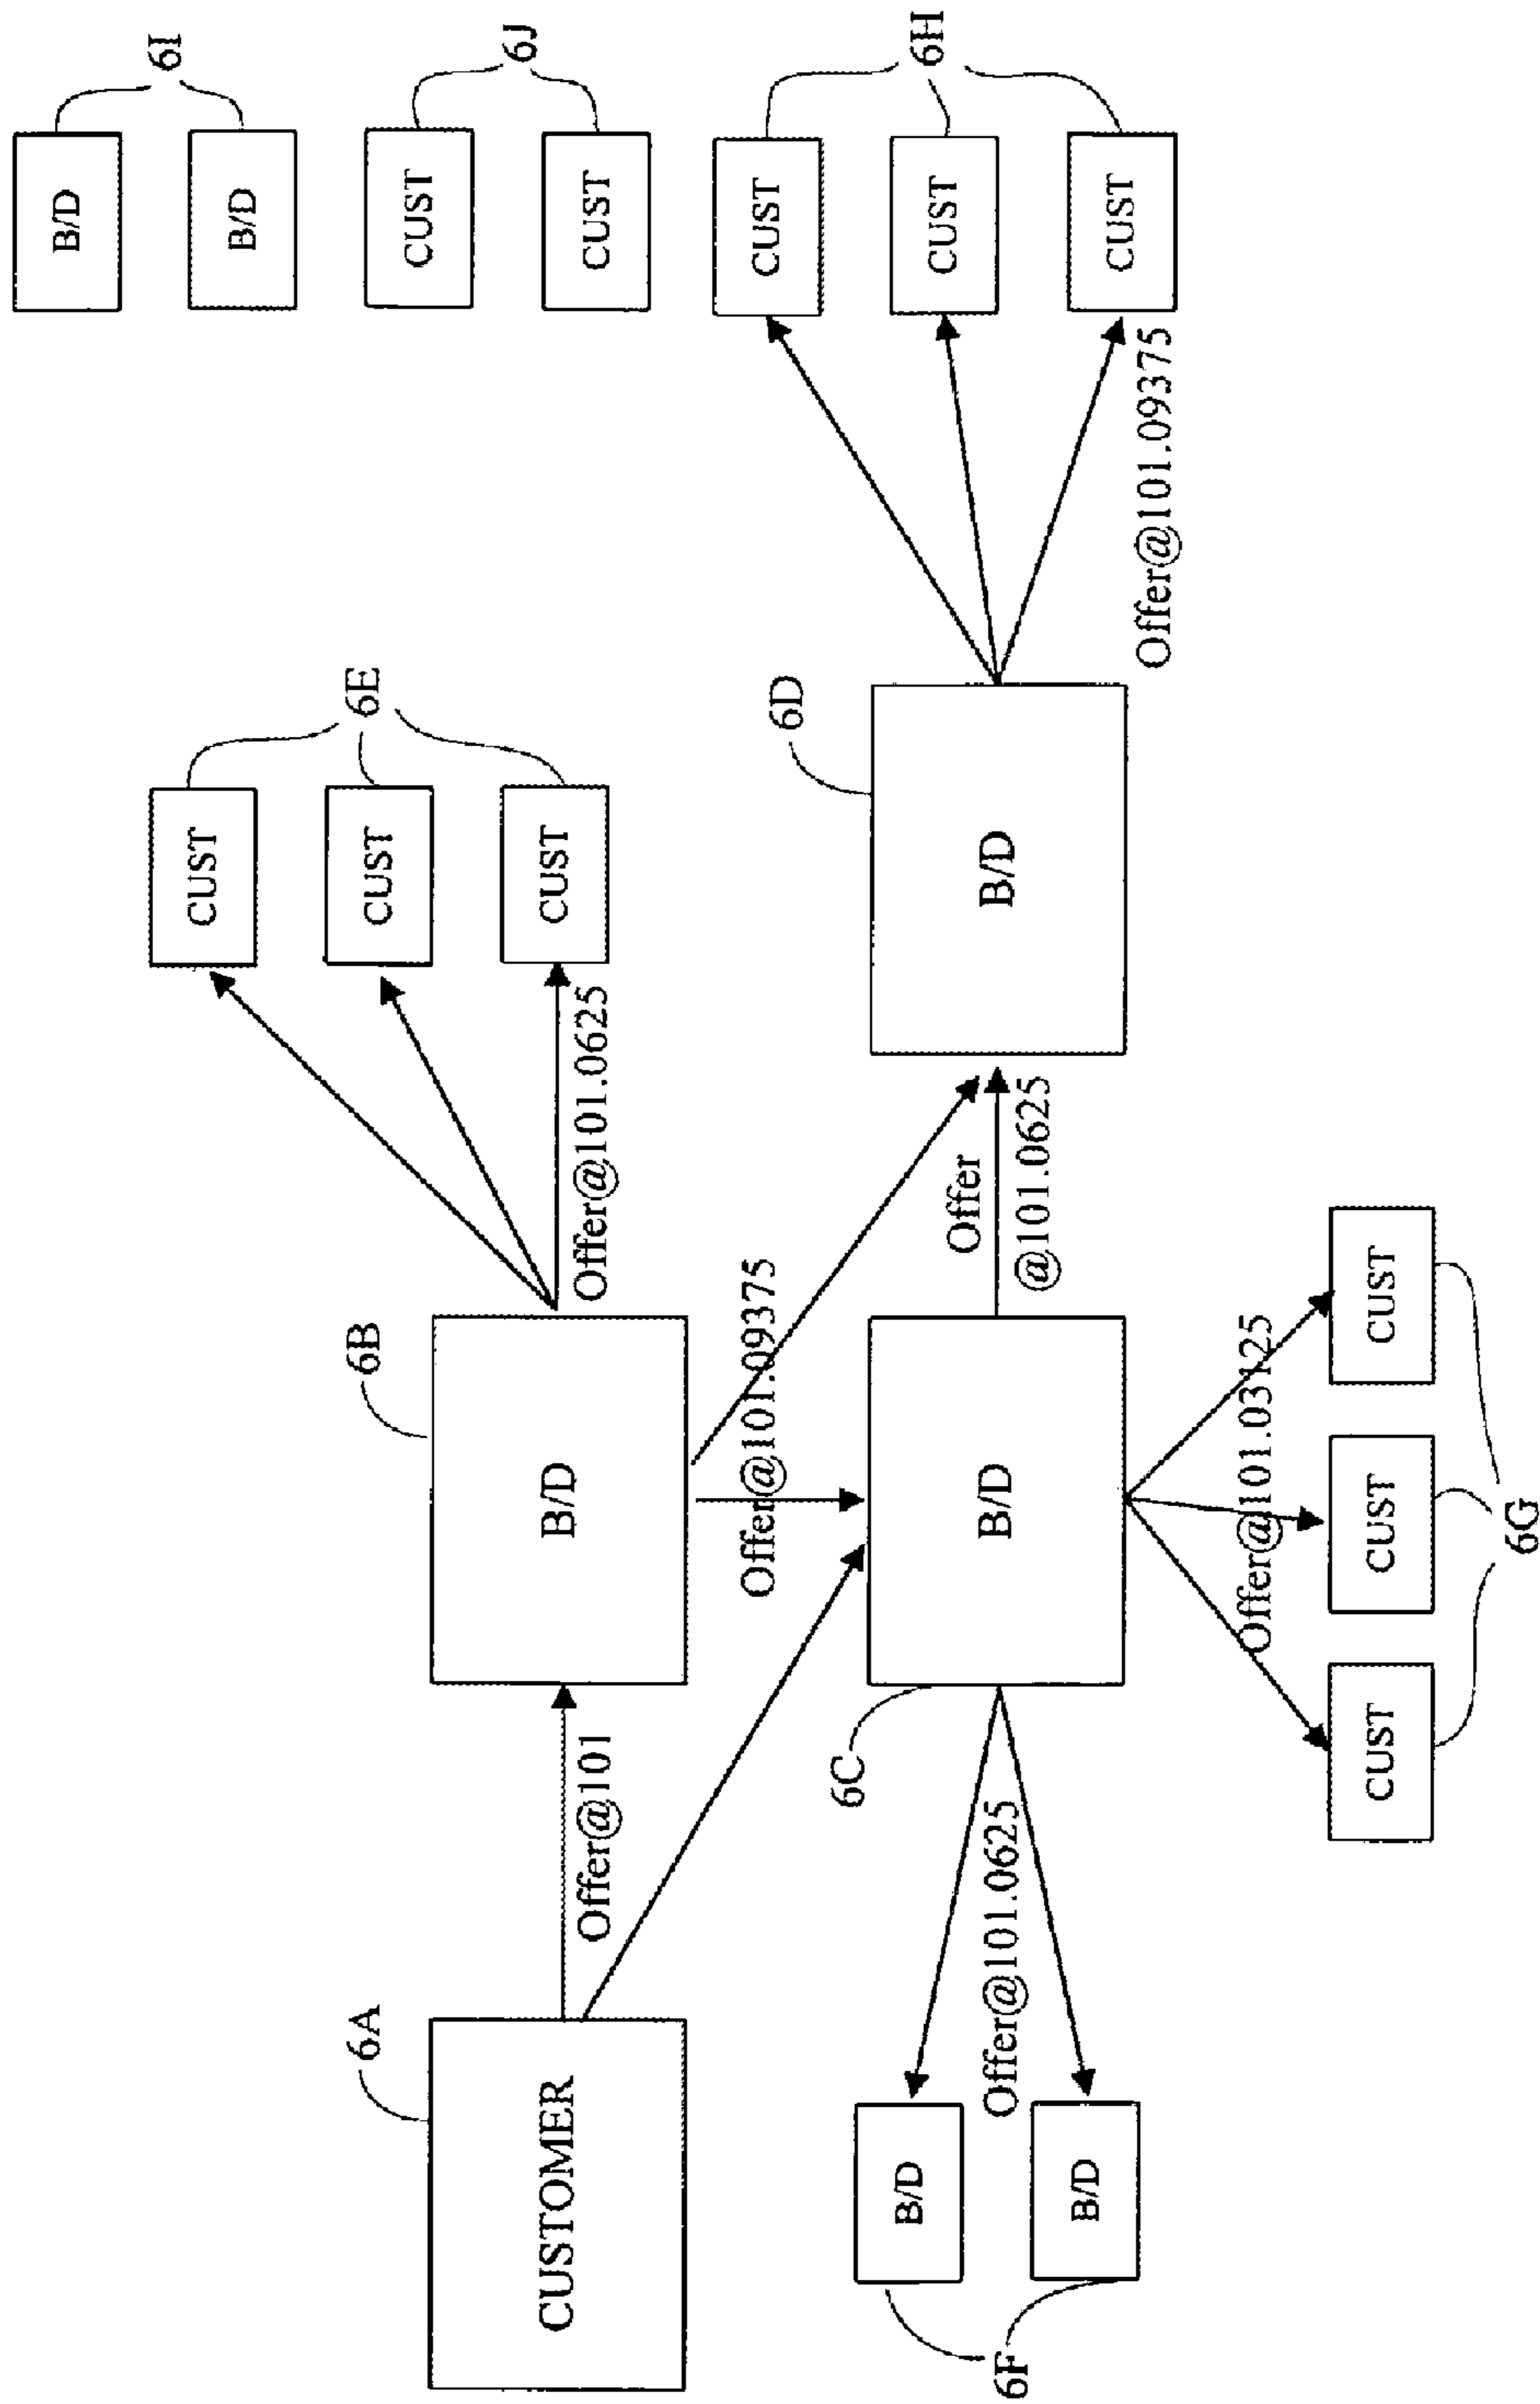 6A
CUSTOMER
Offer@101
6B
B/D
Offer@101.0625
CUST
CUST
CUST
6E
B/D
B/D
6I
CUST
CUST
6J
Offer@101.09375
6F
B/D
B/D
Offer@101.0625
6C
B/D
Offer
@101.0625
6D
B/D
Offer@101.09375
CUST
CUST
CUST
6H
Offer@101.03125
CUST
CUST
CUST
6G